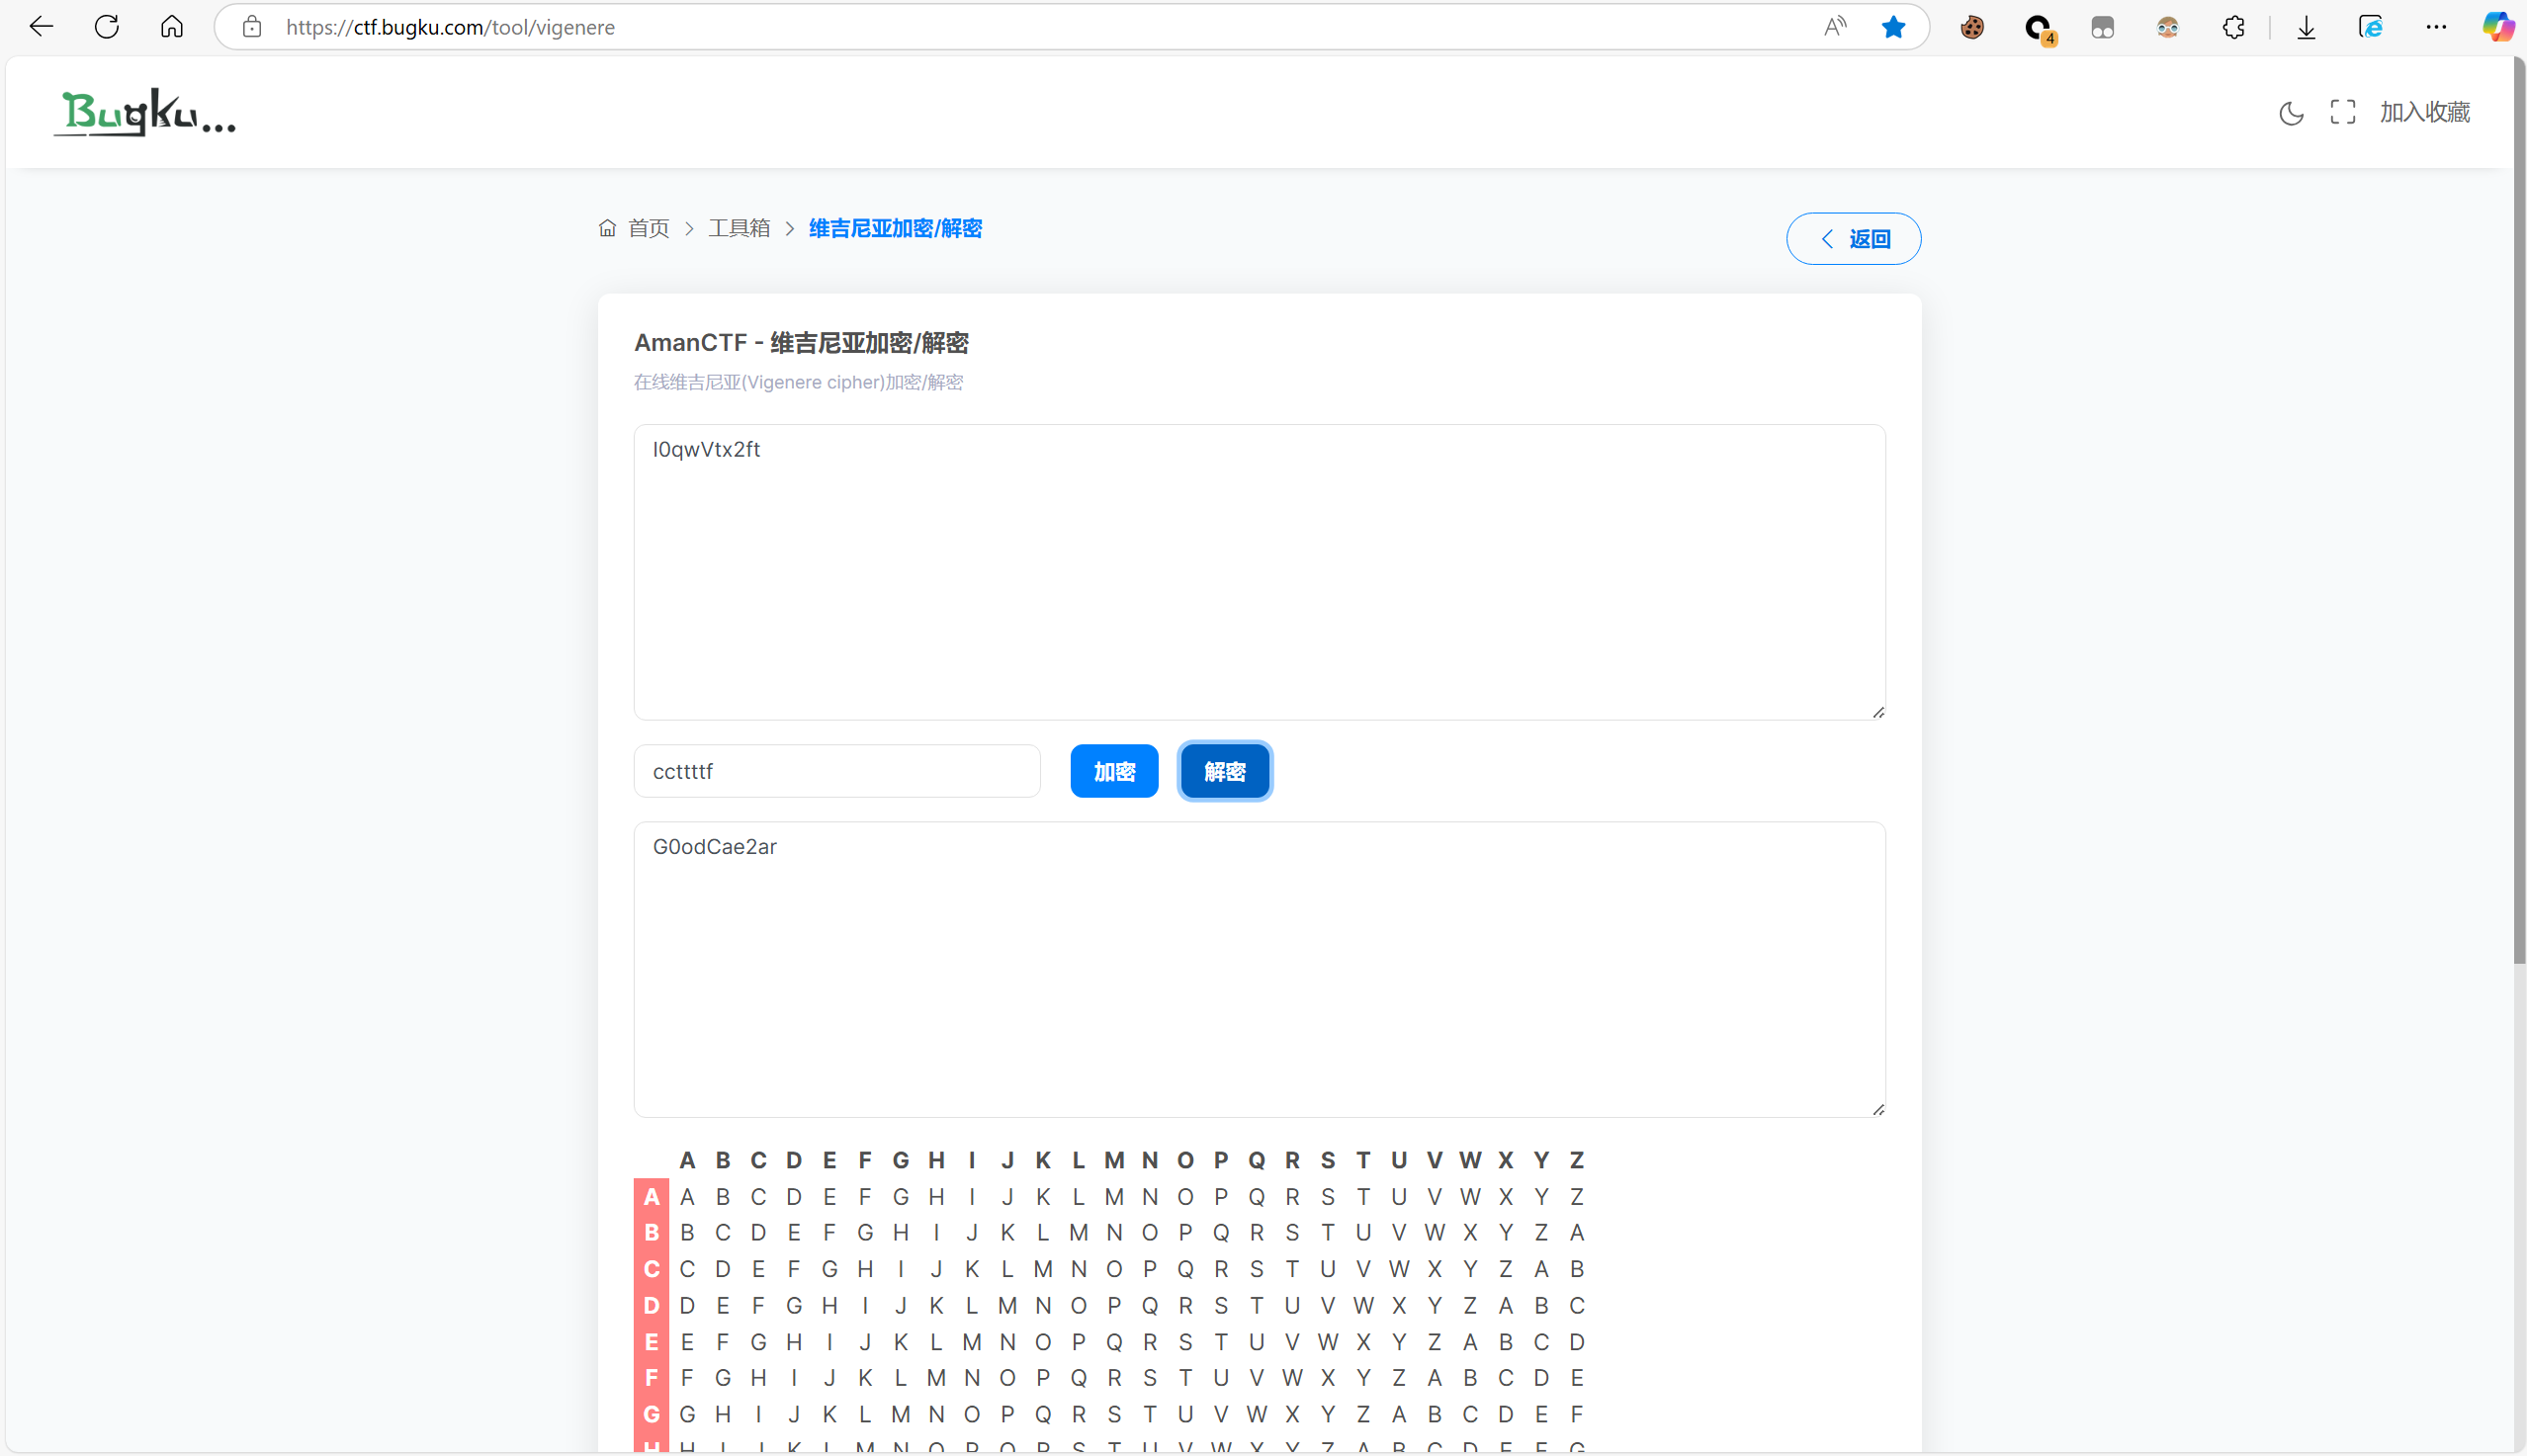 https://ctf.bugku.com/tool/vigenere
4
Bugku...
加入收藏
首页 > 工具箱 > 维吉尼亚加密/解密
返回
AmanCTF - 维吉尼亚加密/解密
在线维吉尼亚(Vigenere cipher)加密/解密
I0qwVtx2ft
ccttttf
加密
解密
G0odCae2ar
A B C D E F G H I J K L M N O P Q R S T U V W X Y Z
A A B C D E F G H I J K L M N O P Q R S T U V W X Y Z
B B C D E F G H I J K L M N O P Q R S T U V W X Y Z A
C C D E F G H I J K L M N O P Q R S T U V W X Y Z A B
D D E F G H I J K L M N O P Q R S T U V W X Y Z A B C
E E F G H I J K L M N O P Q R S T U V W X Y Z A B C D
F F G H I J K L M N O P Q R S T U V W X Y Z A B C D E
G G H I J K L M N O P Q R S T U V W X Y Z A B C D E F